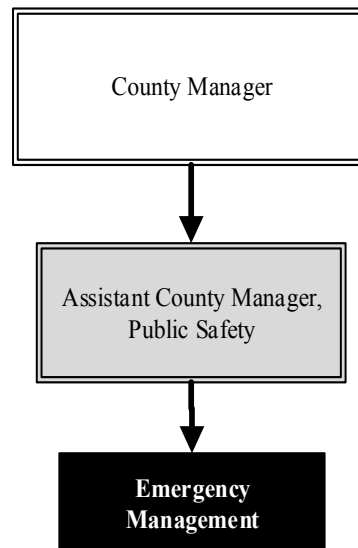 County Manager
Assistant County Manager,
Public Safety
Emergency
Management